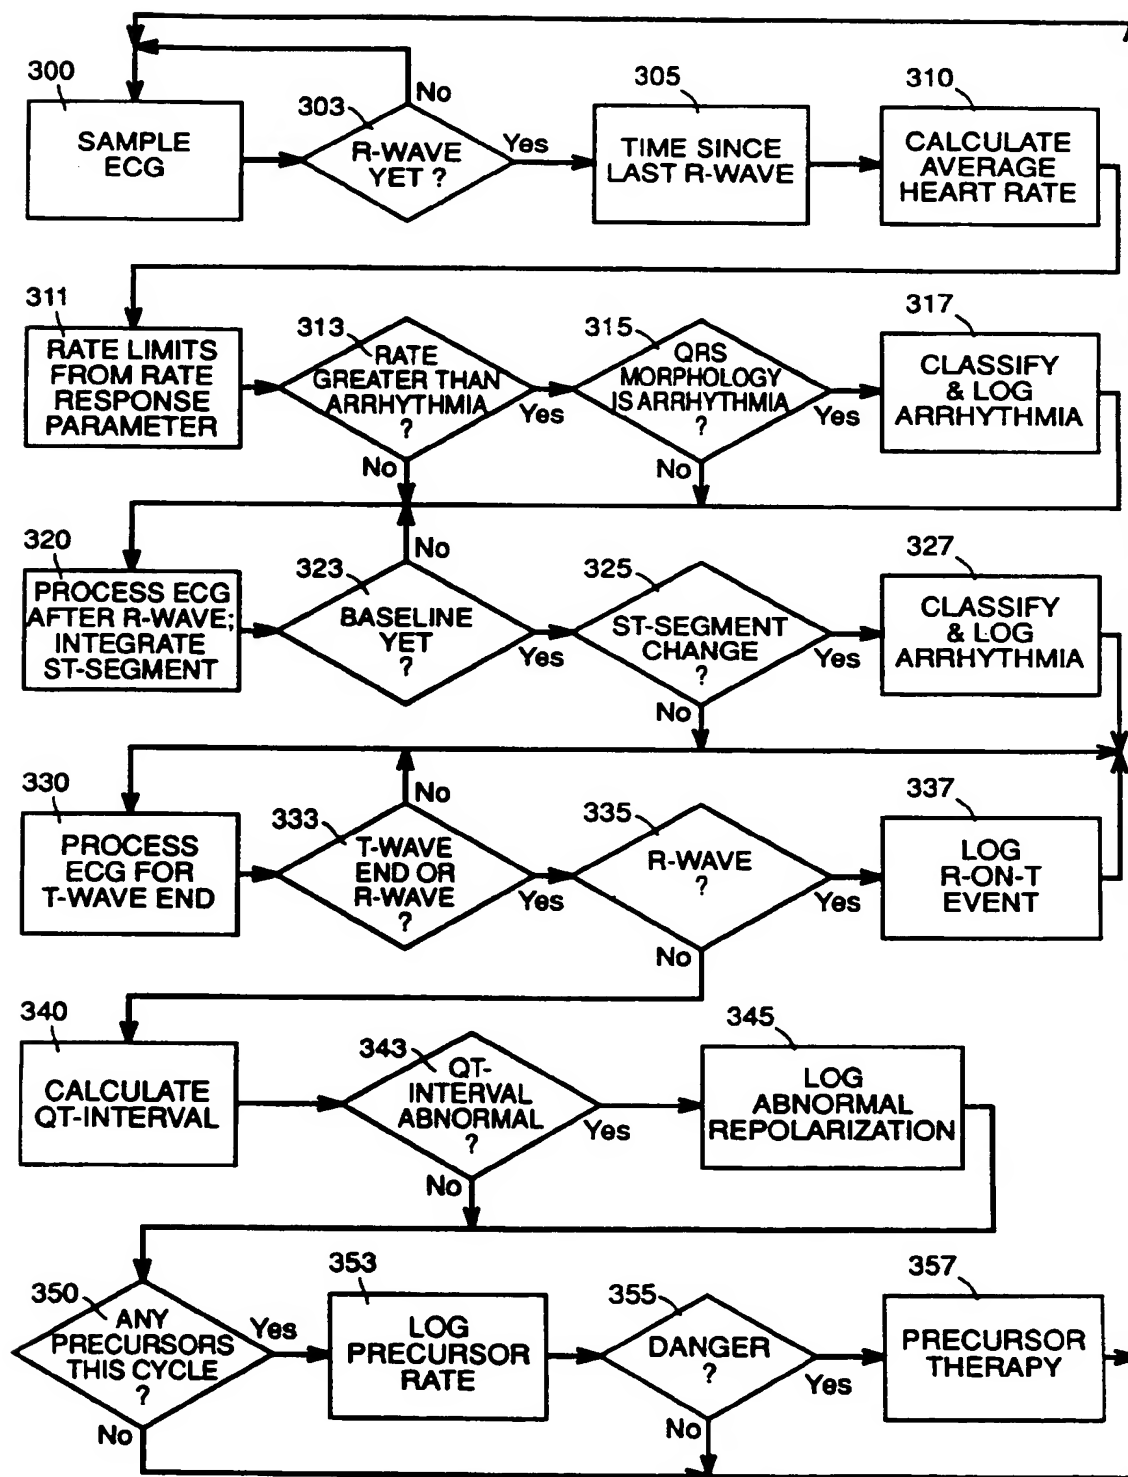 300
SAMPLE
ECG
303
R-WAVE
YET ?
No
Yes
305
TIME SINCE
LAST R-WAVE
310
CALCULATE
AVERAGE
HEART RATE
311
RATE LIMITS
FROM RATE
RESPONSE
PARAMETER
313
RATE
GREATER THAN
ARRHYTHMIA
?
Yes
No
315
QRS
MORPHOLOGY
IS ARRHYTHMIA
?
Yes
No
317
CLASSIFY
& LOG
ARRHYTHMIA
320
PROCESS ECG
AFTER R-WAVE;
INTEGRATE
ST-SEGMENT
323
BASELINE
YET
?
No
Yes
325
ST-SEGMENT
CHANGE
?
Yes
No
327
CLASSIFY
& LOG
ARRHYTHMIA
330
PROCESS
ECG FOR
T-WAVE END
333
T-WAVE
END OR
R-WAVE
?
No
Yes
335
R-WAVE
?
Yes
No
337
LOG
R-ON-T
EVENT
340
CALCULATE
QT-INTERVAL
343
QT-
INTERVAL
ABNORMAL
?
Yes
No
345
LOG
ABNORMAL
REPOLARIZATION
350
ANY
PRECURSORS
THIS CYCLE
?
Yes
No
353
LOG
PRECURSOR
RATE
355
DANGER
?
Yes
No
357
PRECURSOR
THERAPY